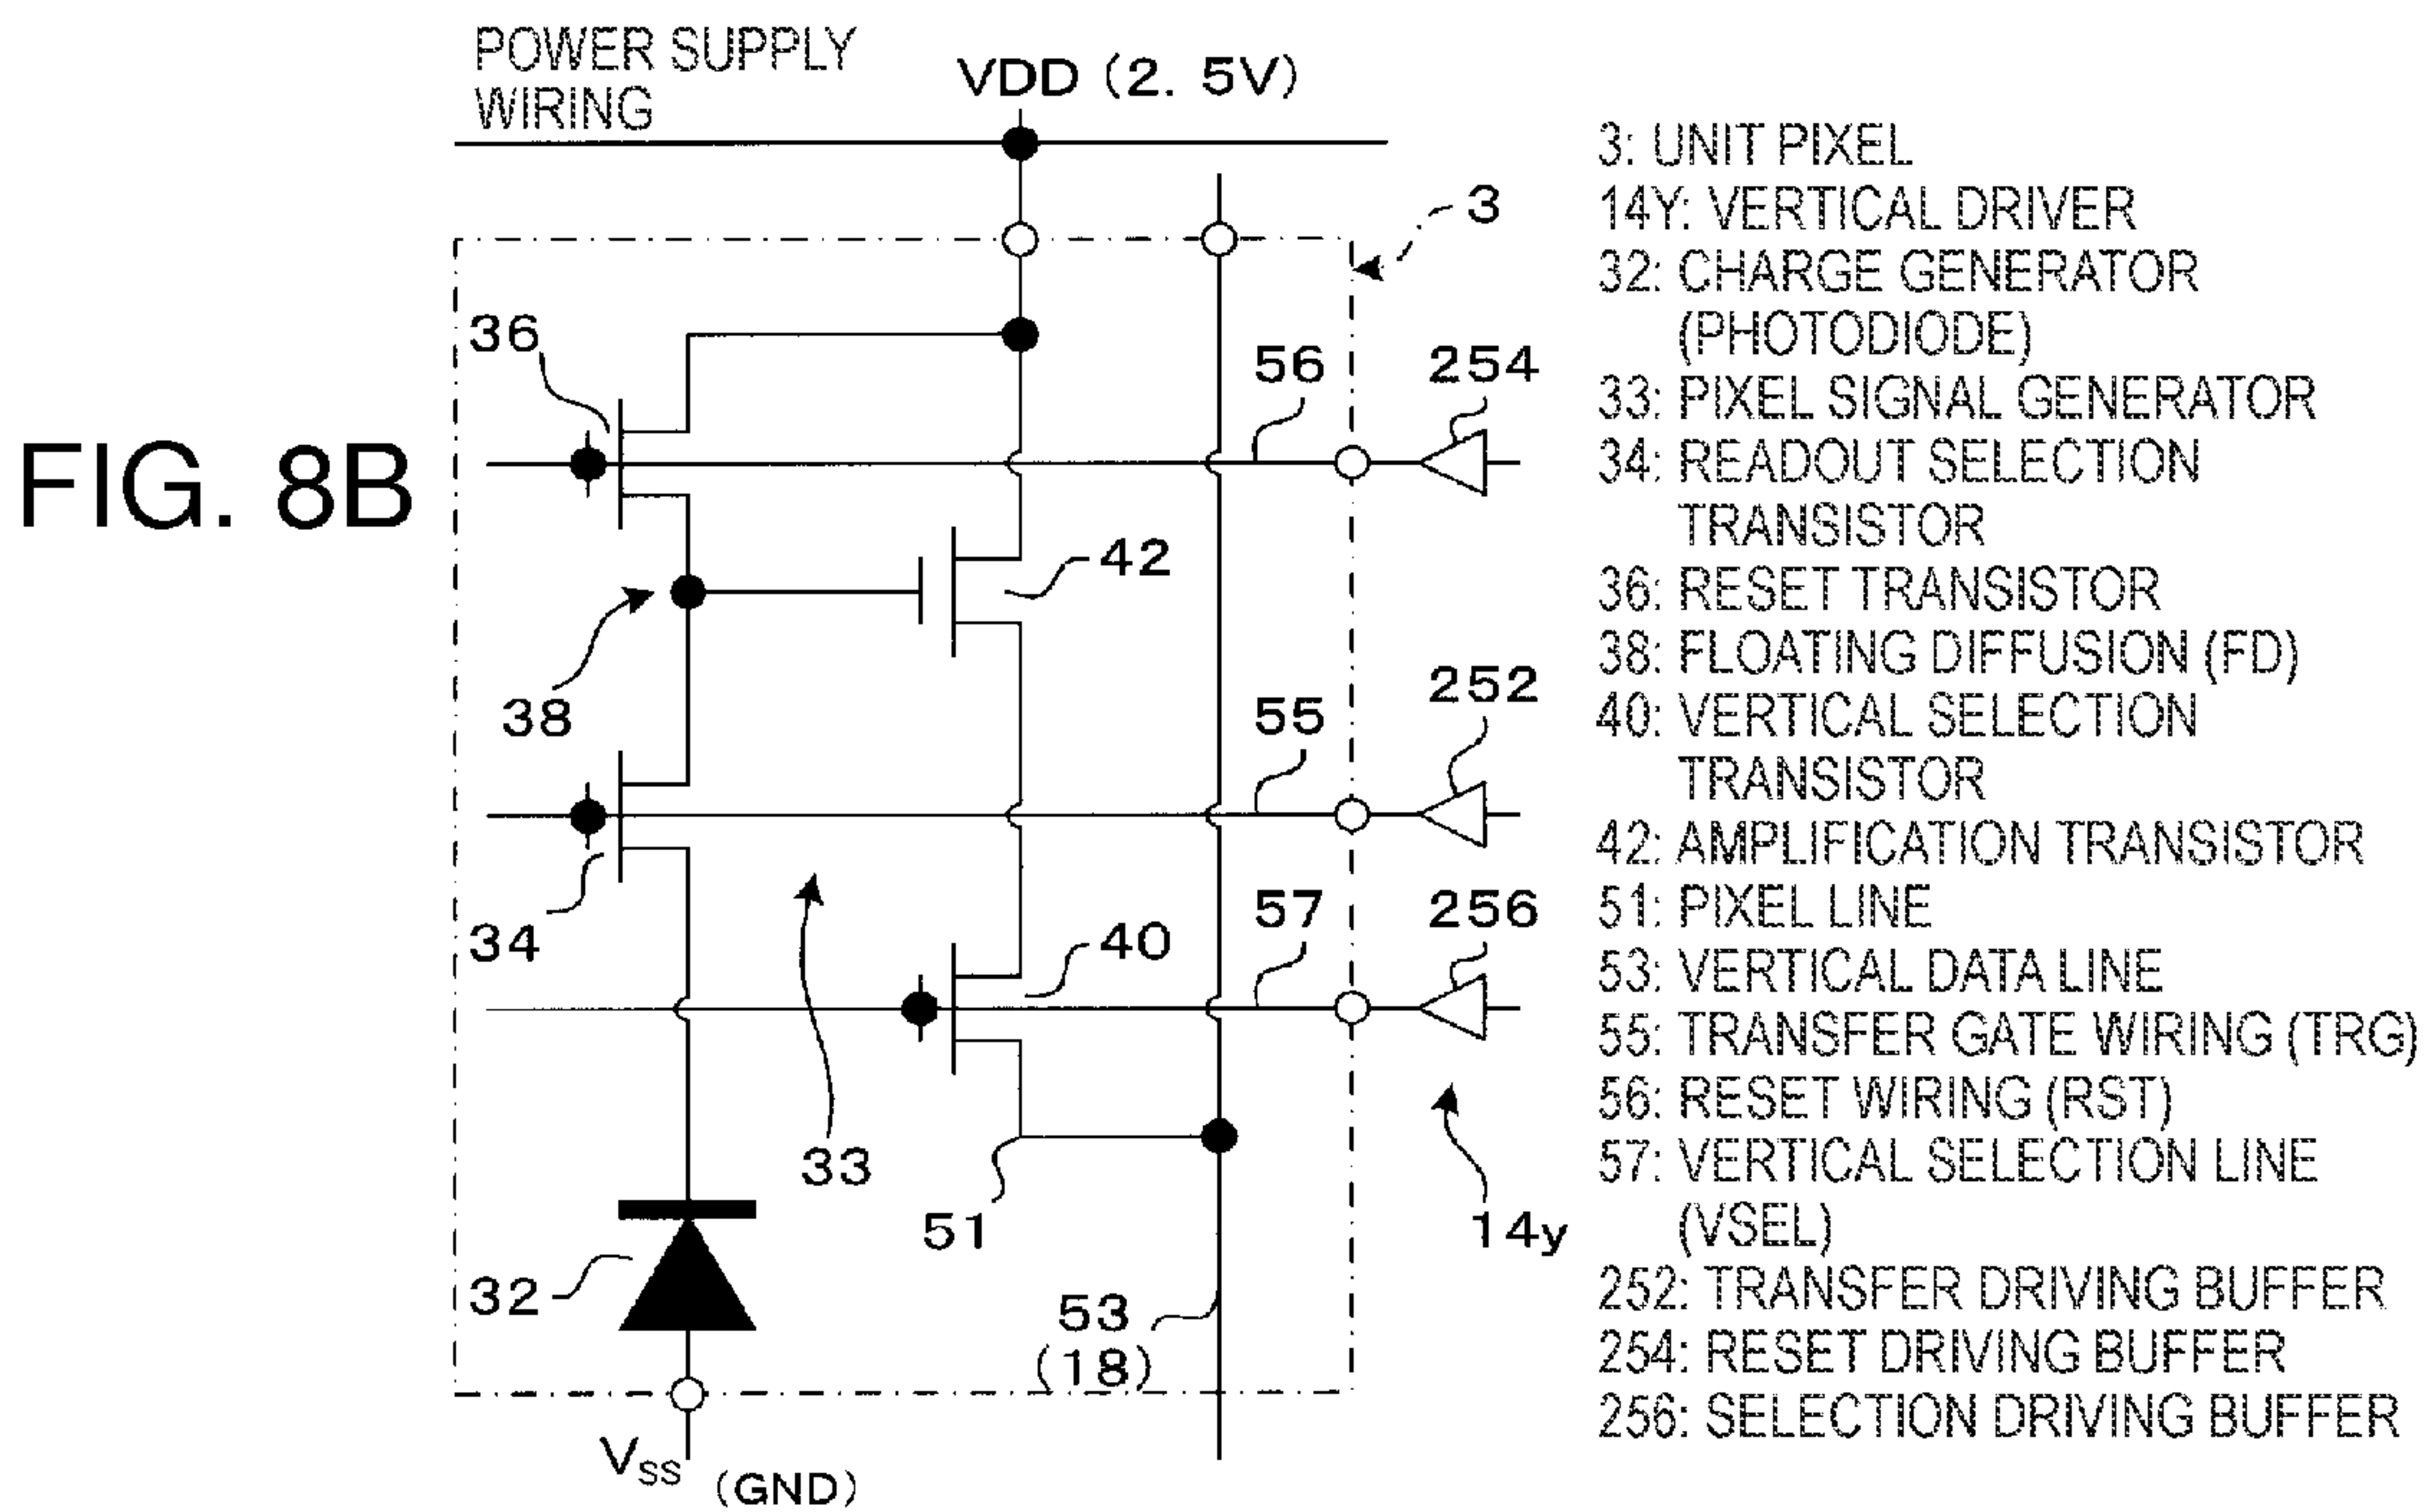 POWER SUPPLY
WIRING
VDD (2. 5V)
3
36
56
254
FIG. 8B
42
38
55
252
34
40
57
256
33
51
14y
32
53
(18)
VSS (GND)
3: UNIT PIXEL
14Y: VERTICAL DRIVER
32: CHARGE GENERATOR
(PHOTODIODE)
33: PIXEL SIGNAL GENERATOR
34: READOUT SELECTION
TRANSISTOR
36: RESET TRANSISTOR
38: FLOATING DIFFUSION (FD)
40: VERTICAL SELECTION
TRANSISTOR
42: AMPLIFICATION TRANSISTOR
51: PIXEL LINE
53: VERTICAL DATA LINE
55: TRANSFER GATE WIRING (TRG)
56: RESET WIRING (RST)
57: VERTICAL SELECTION LINE
(VSEL)
252: TRANSFER DRIVING BUFFER
254: RESET DRIVING BUFFER
256: SELECTION DRIVING BUFFER